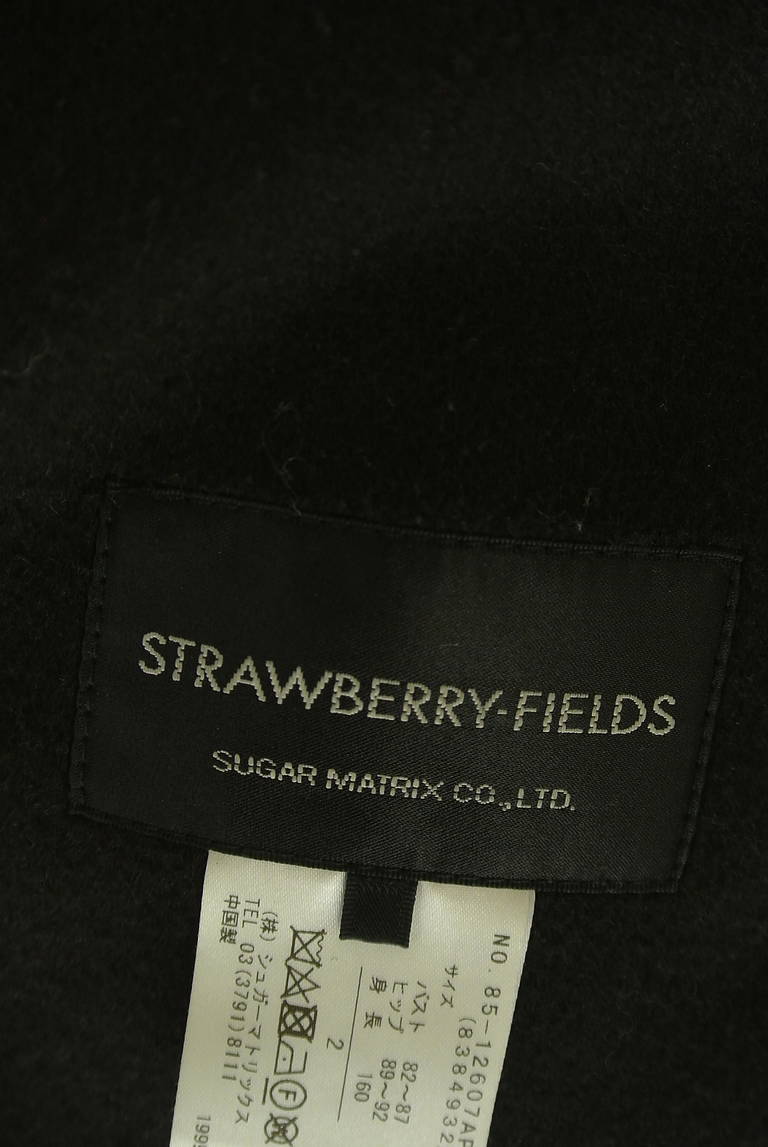 STRAWBERRY-FIELDS
SUGAR MATRIX CO.,LTD.
NO. 85-12607AP
(8384932
サイズ
バスト 82~87
ヒップ 89~92
身長 160
2
F
(株)シュガーマトリックス
TEL 03(3791)8111
中国製